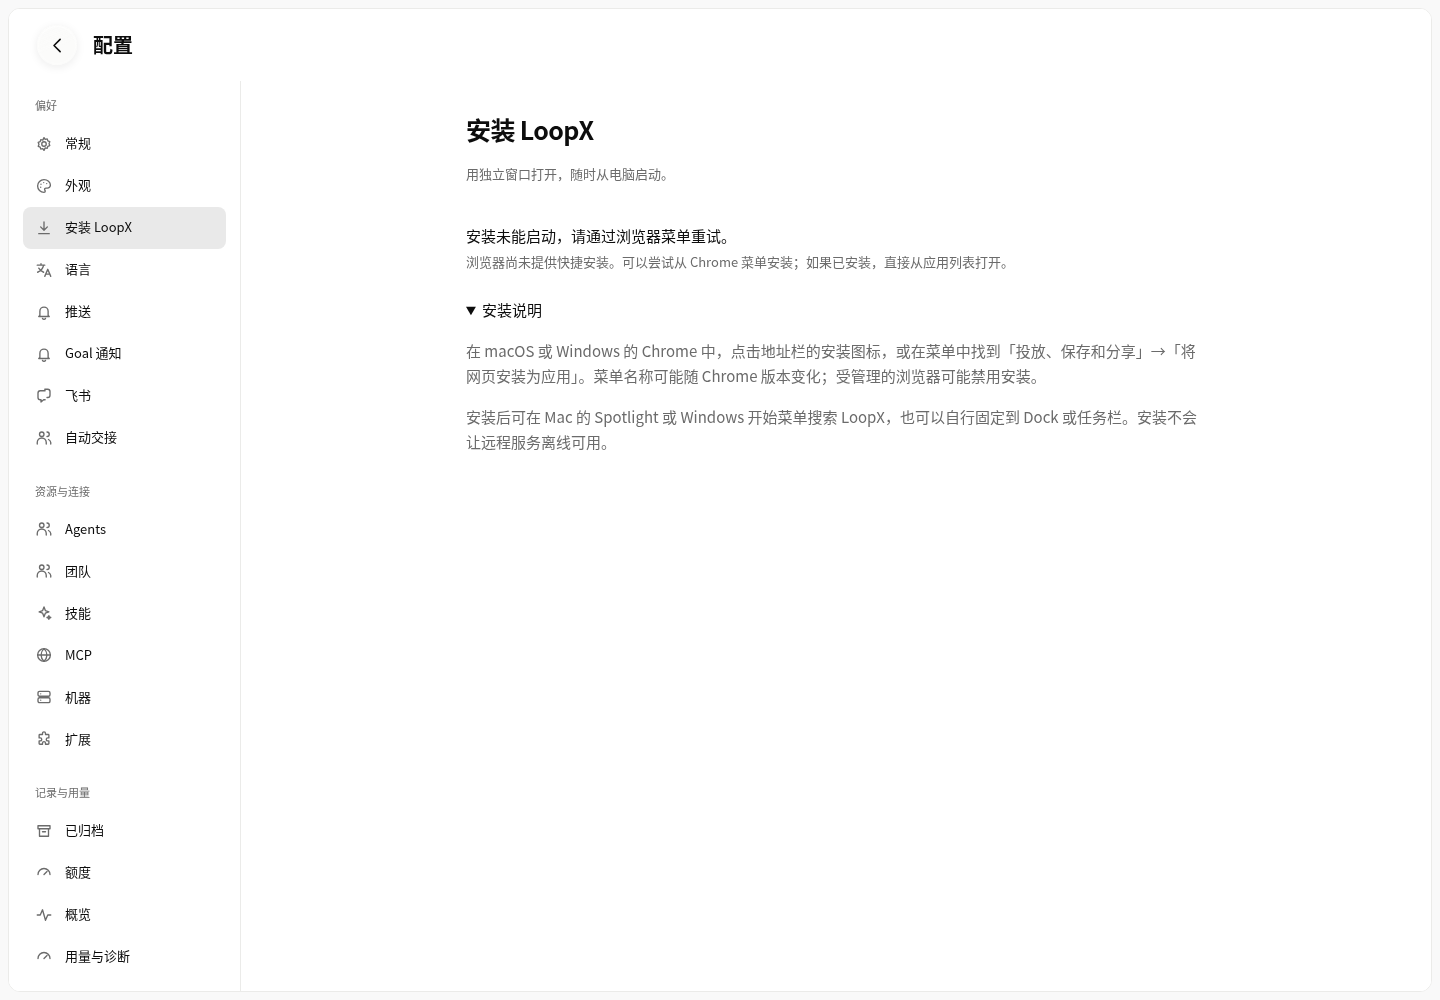 配置
偏好
常规
外观
安装 LoopX
语言
推送
Goal 通知
飞书
自动交接
资源与连接
Agents
团队
技能
MCP
机器
扩展
记录与用量
已归档
额度
概览
用量与诊断
安装 LoopX
用独立窗口打开，随时从电脑启动。
安装未能启动，请通过浏览器菜单重试。
浏览器尚未提供快捷安装。可以尝试从 Chrome 菜单安装；如果已安装，直接从应用列表打开。
▼ 安装说明
在 macOS 或 Windows 的 Chrome 中，点击地址栏的安装图标，或在菜单中找到「投放、保存和分享」→「将
网页安装为应用」。菜单名称可能随 Chrome 版本变化；受管理的浏览器可能禁用安装。
安装后可在 Mac 的 Spotlight 或 Windows 开始菜单搜索 LoopX，也可以自行固定到 Dock 或任务栏。安装不会
让远程服务离线可用。